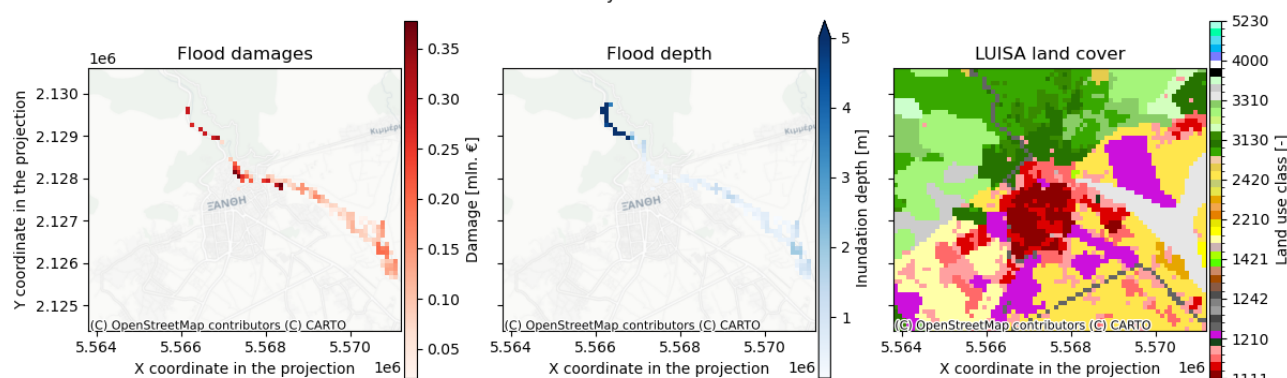 Flood damages
1e6
Y coordinate in the projection
2.130
2.129
2.128
2.127
2.126
2.125
ΞΑΝΘΗ
(C) OpenStreetMap contributors (C) CARTO
5.564
5.566
5.568
5.570
1e6
X coordinate in the projection
0.35
0.30
0.25
0.20
0.15
0.10
0.05
Damage [mln. €]
Flood depth
ΞΑΝΘΗ
(C) OpenStreetMap contributors (C) CARTO
5.564
5.566
5.568
5.570
1e6
X coordinate in the projection
5
4
3
2
1
Inundation depth [m]
LUISA land cover
(C) OpenStreetMap contributors (C) CARTO
5.564
5.566
5.568
5.570
1e6
X coordinate in the projection
5230
4000
3310
3130
2420
2210
1421
1242
1210
1111
Land use class [-]